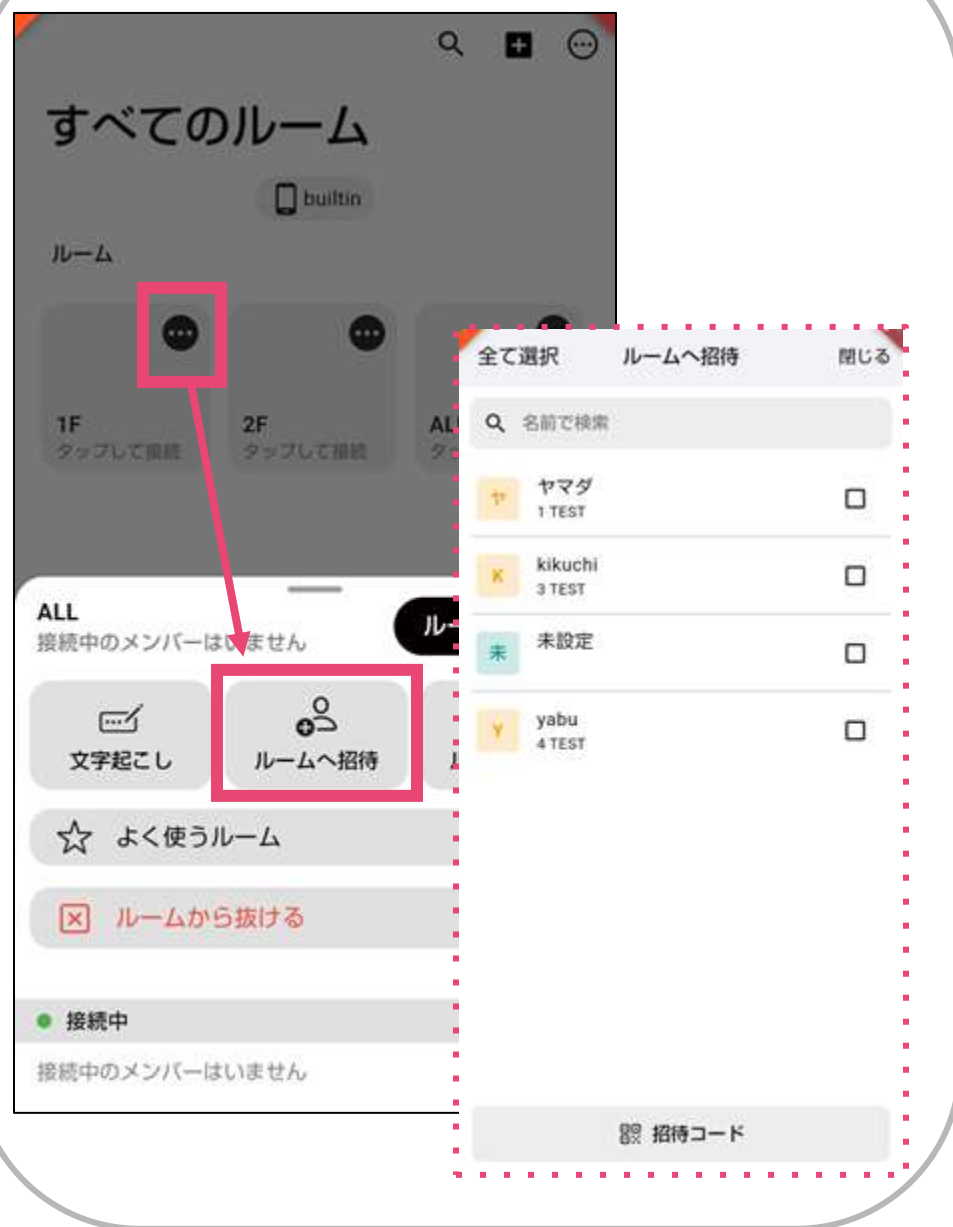 すべてのルーム
builtin
ルーム
1F
タップして接続
2F
タップして接続
ALL
接続中のメンバーはいません
文字起こし
ルームへ招待
よく使うルーム
ルームから抜ける
接続中
接続中のメンバーはいません
全て選択
ルームへ招待
閉じる
名前で検索
ヤ
ヤマダ
1 TEST
K
kikuchi
3 TEST
未
未設定
Y
yabu
4 TEST
招待コード